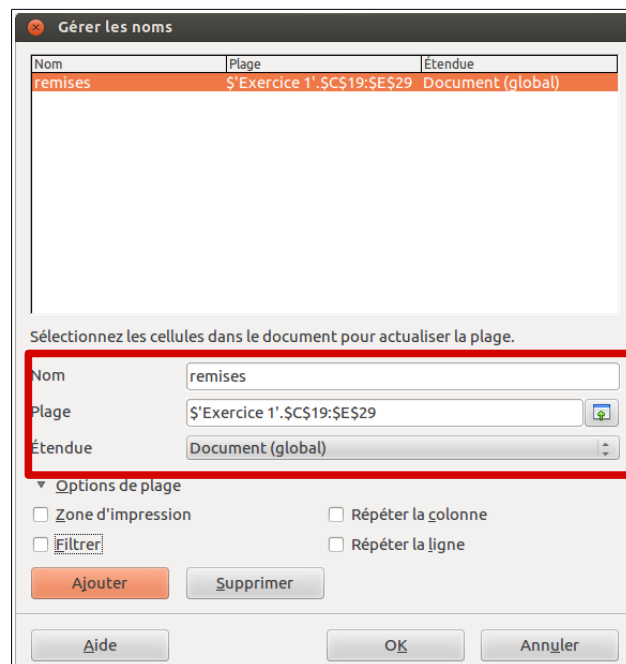 Gérer les noms
Nom Plage Étendue
remises $'Exercice 1'.$C$19:$E$29 Document (global)
Sélectionnez les cellules dans le document pour actualiser la plage.
Nom remises
Plage $'Exercice 1'.$C$19:$E$29
Étendue Document (global)
Options de plage
Zone d'impression Répéter la colonne
Filtrer Répéter la ligne
Ajouter Supprimer
Aide OK Annuler